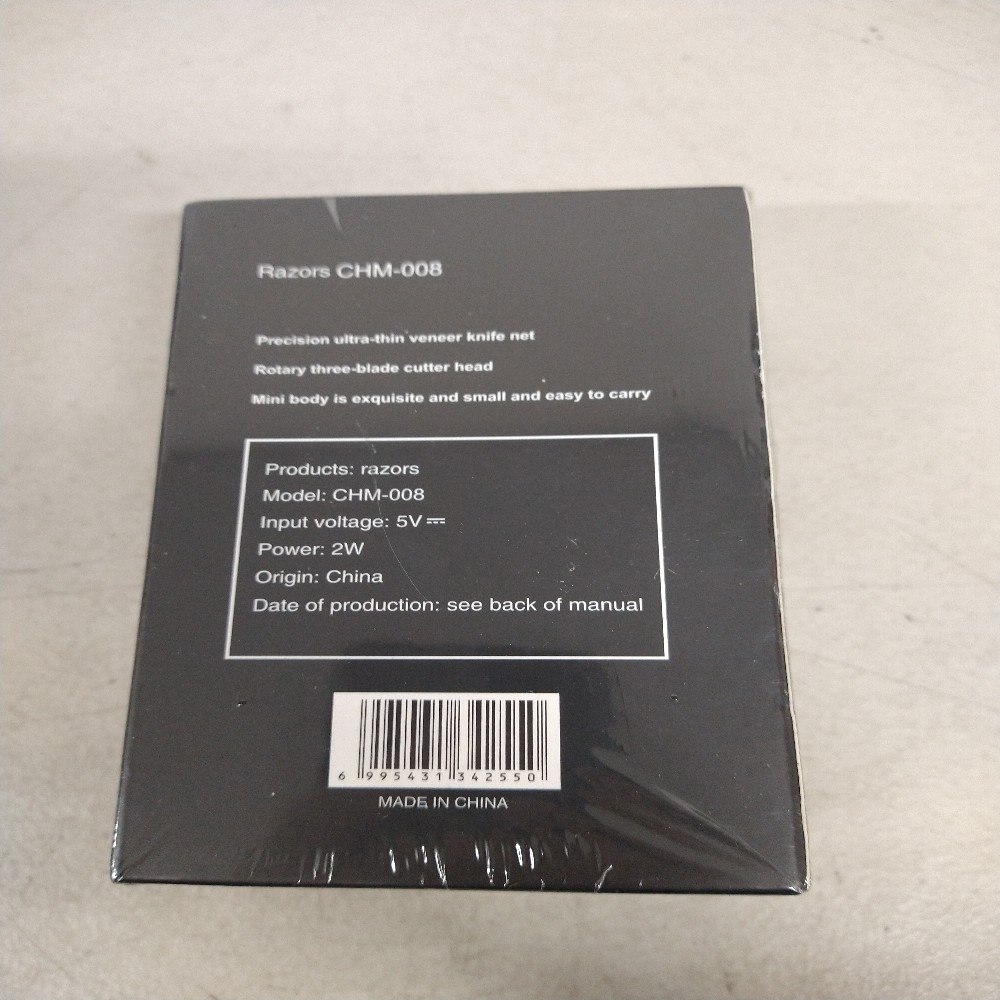 Razors CHM-008
Precision ultra-thin veneer knife net
Rotary three-blade cutter head
Mini body is exquisite and small and easy to carry
Products: razors
Model: CHM-008
Input voltage: 5V⎓
Power: 2W
Origin: China
Date of production: see back of manual
6 995431 342550
MADE IN CHINA